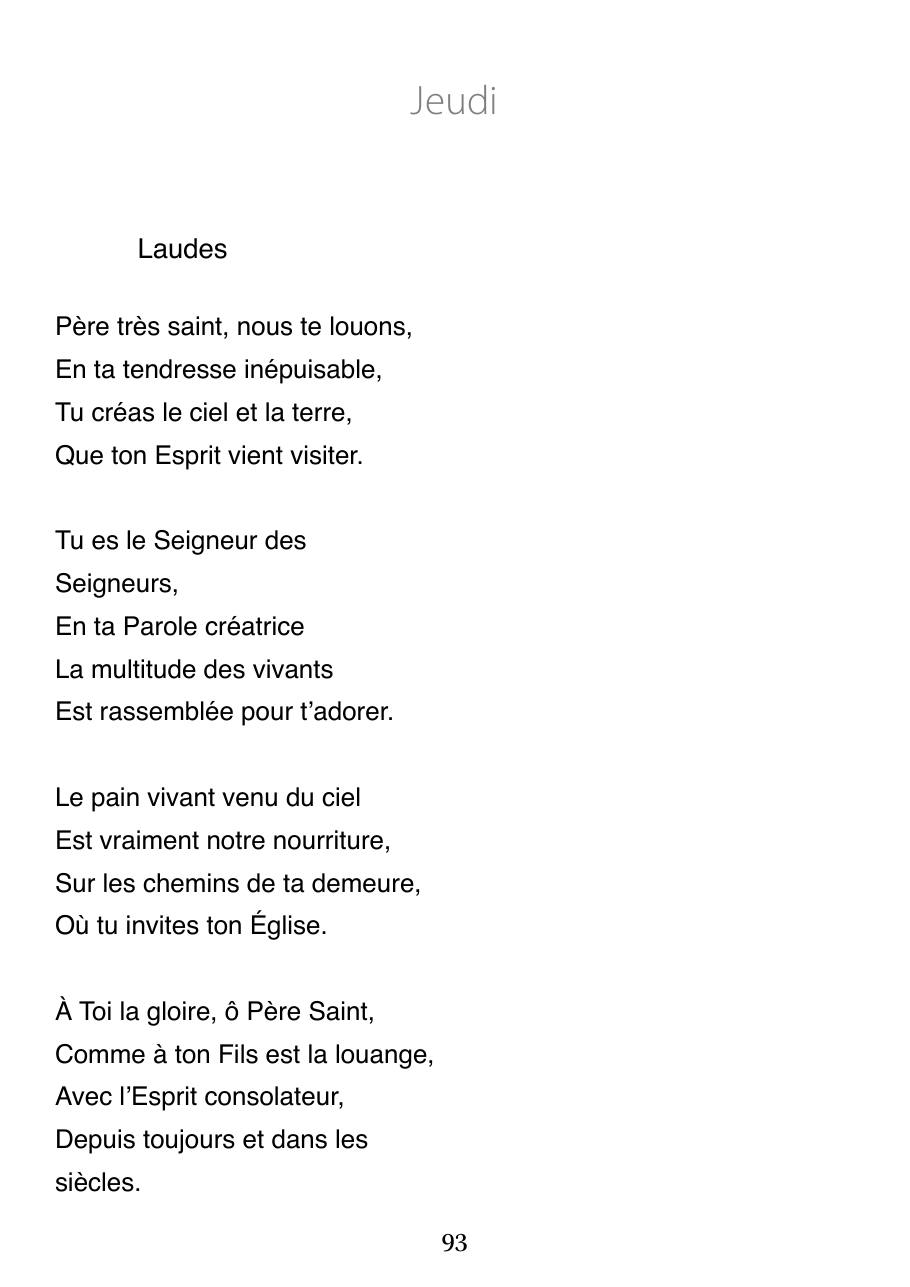 Jeudi
Laudes
Père très saint, nous te louons,
En ta tendresse inépuisable,
Tu créas le ciel et la terre,
Que ton Esprit vient visiter.
Tu es le Seigneur des
Seigneurs,
En ta Parole créatrice
La multitude des vivants
Est rassemblée pour t’adorer.
Le pain vivant venu du ciel
Est vraiment notre nourriture,
Sur les chemins de ta demeure,
Où tu invites ton Église.
À Toi la gloire, ô Père Saint,
Comme à ton Fils est la louange,
Avec l’Esprit consolateur,
Depuis toujours et dans les
siècles.
93